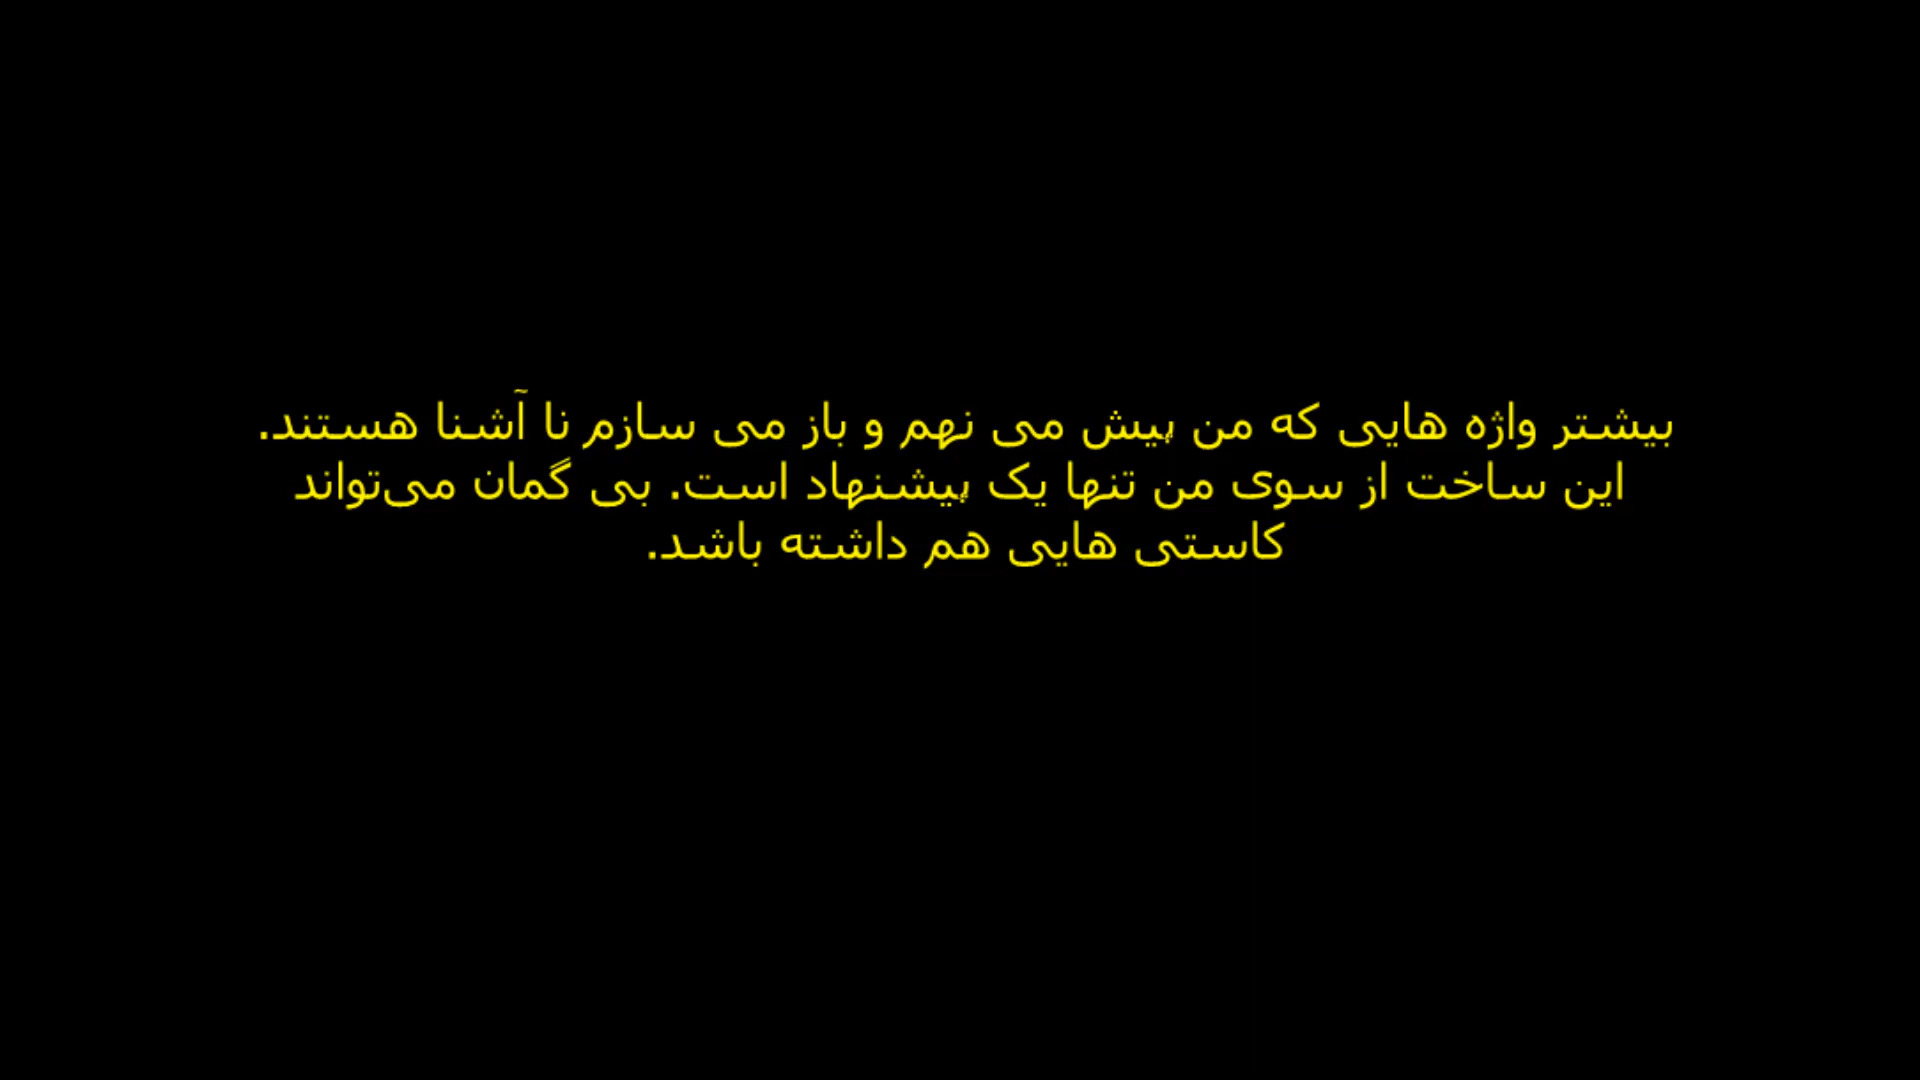 بیشتر واژه هایی که من پیش می نهم و باز می سازم نا آشنا هستند.
این ساخت از سوی من تنها یک پیشنهاد است. بی گمان می‌تواند
کاستی هایی هم داشته باشد.